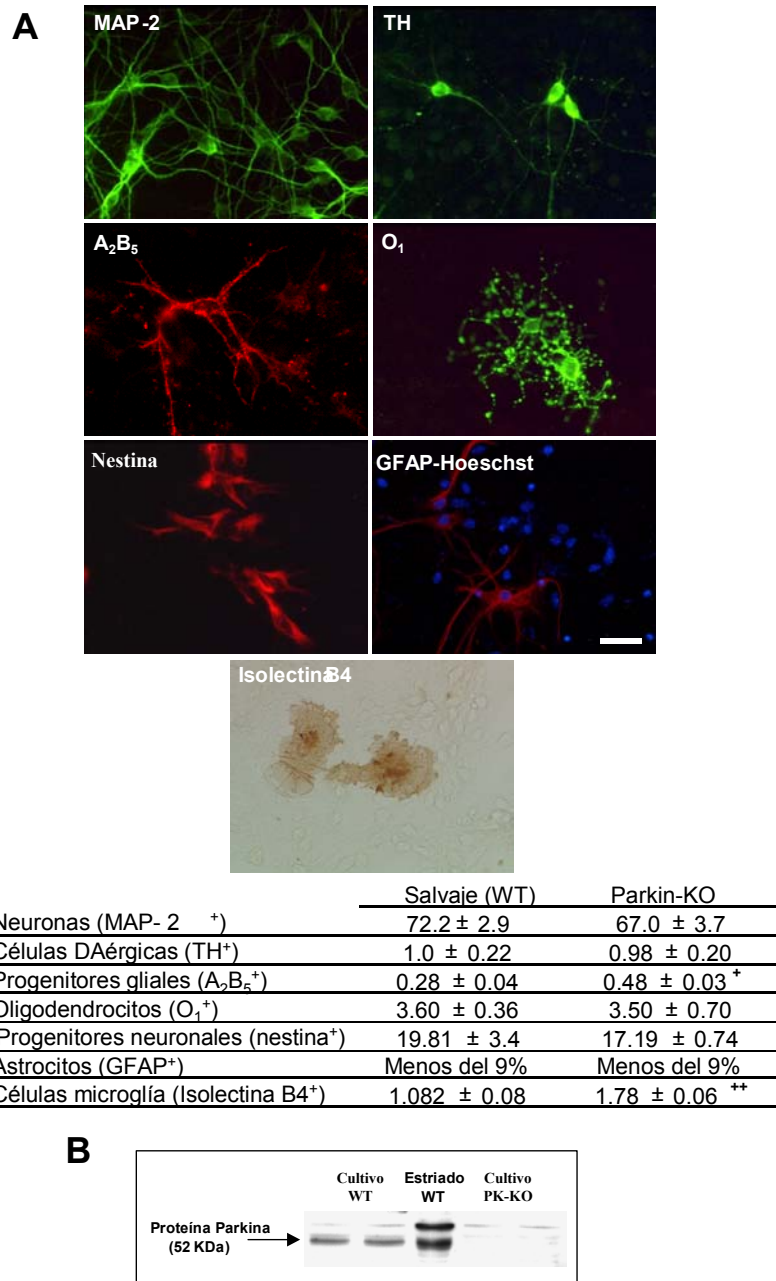 A
MAP-2
TH
A2B5
O1
Nestina
GFAP-Hoeschst
Isolectina B4
Salvaje (WT) Parkin-KO
Neuronas (MAP- 2 +) 72.2 ± 2.9 67.0 ± 3.7
Células DAérgicas (TH+) 1.0 ± 0.22 0.98 ± 0.20
Progenitores gliales (A2B5+) 0.28 ± 0.04 0.48 ± 0.03 +
Oligodendrocitos (O1+) 3.60 ± 0.36 3.50 ± 0.70
Progenitores neuronales (nestina+) 19.81 ± 3.4 17.19 ± 0.74
Astrocitos (GFAP+) Menos del 9% Menos del 9%
Células microglía (Isolectina B4+) 1.082 ± 0.08 1.78 ± 0.06 ++
B
Cultivo Estriado Cultivo
WT WT PK-KO
Proteína Parkina
(52 KDa)